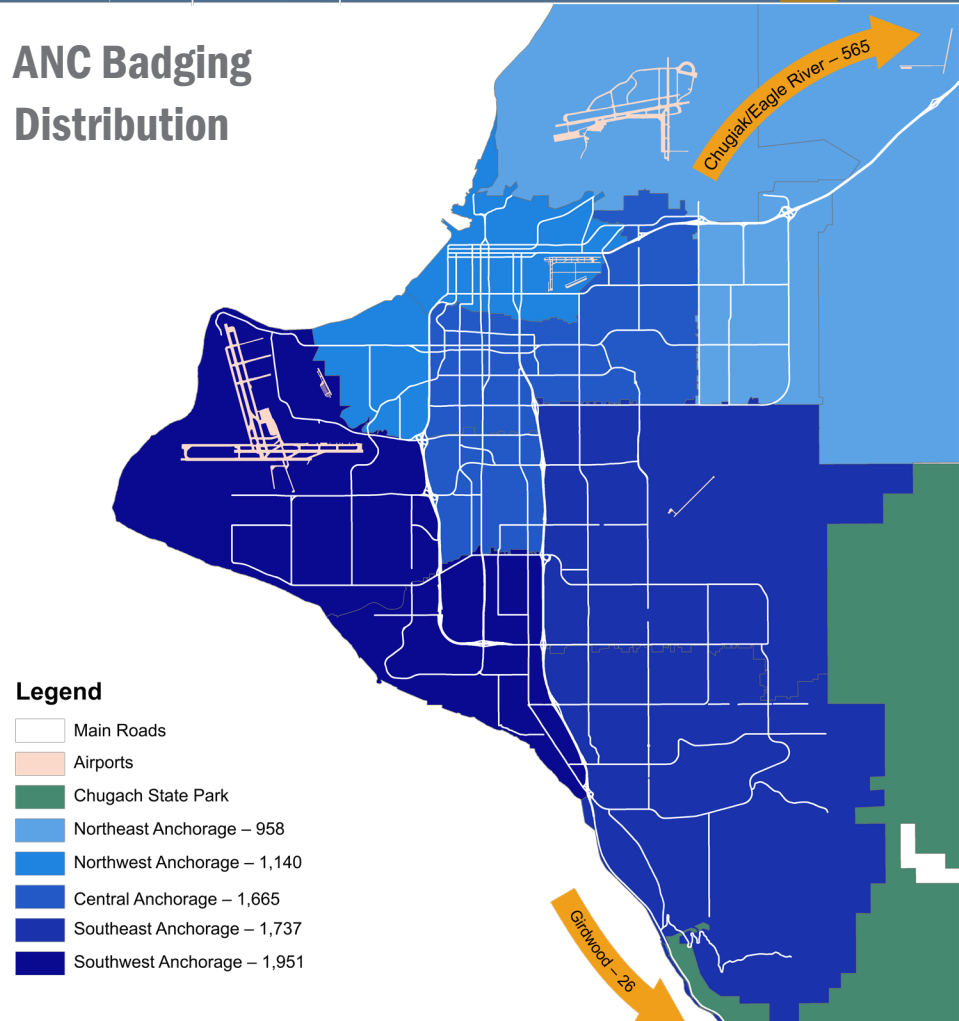 ANC Badging
Distribution
Chugiak/Eagle River – 565
Legend
Main Roads
Airports
Chugach State Park
Northeast Anchorage – 958
Northwest Anchorage – 1,140
Central Anchorage – 1,665
Southeast Anchorage – 1,737
Southwest Anchorage – 1,951
Girdwood – 26